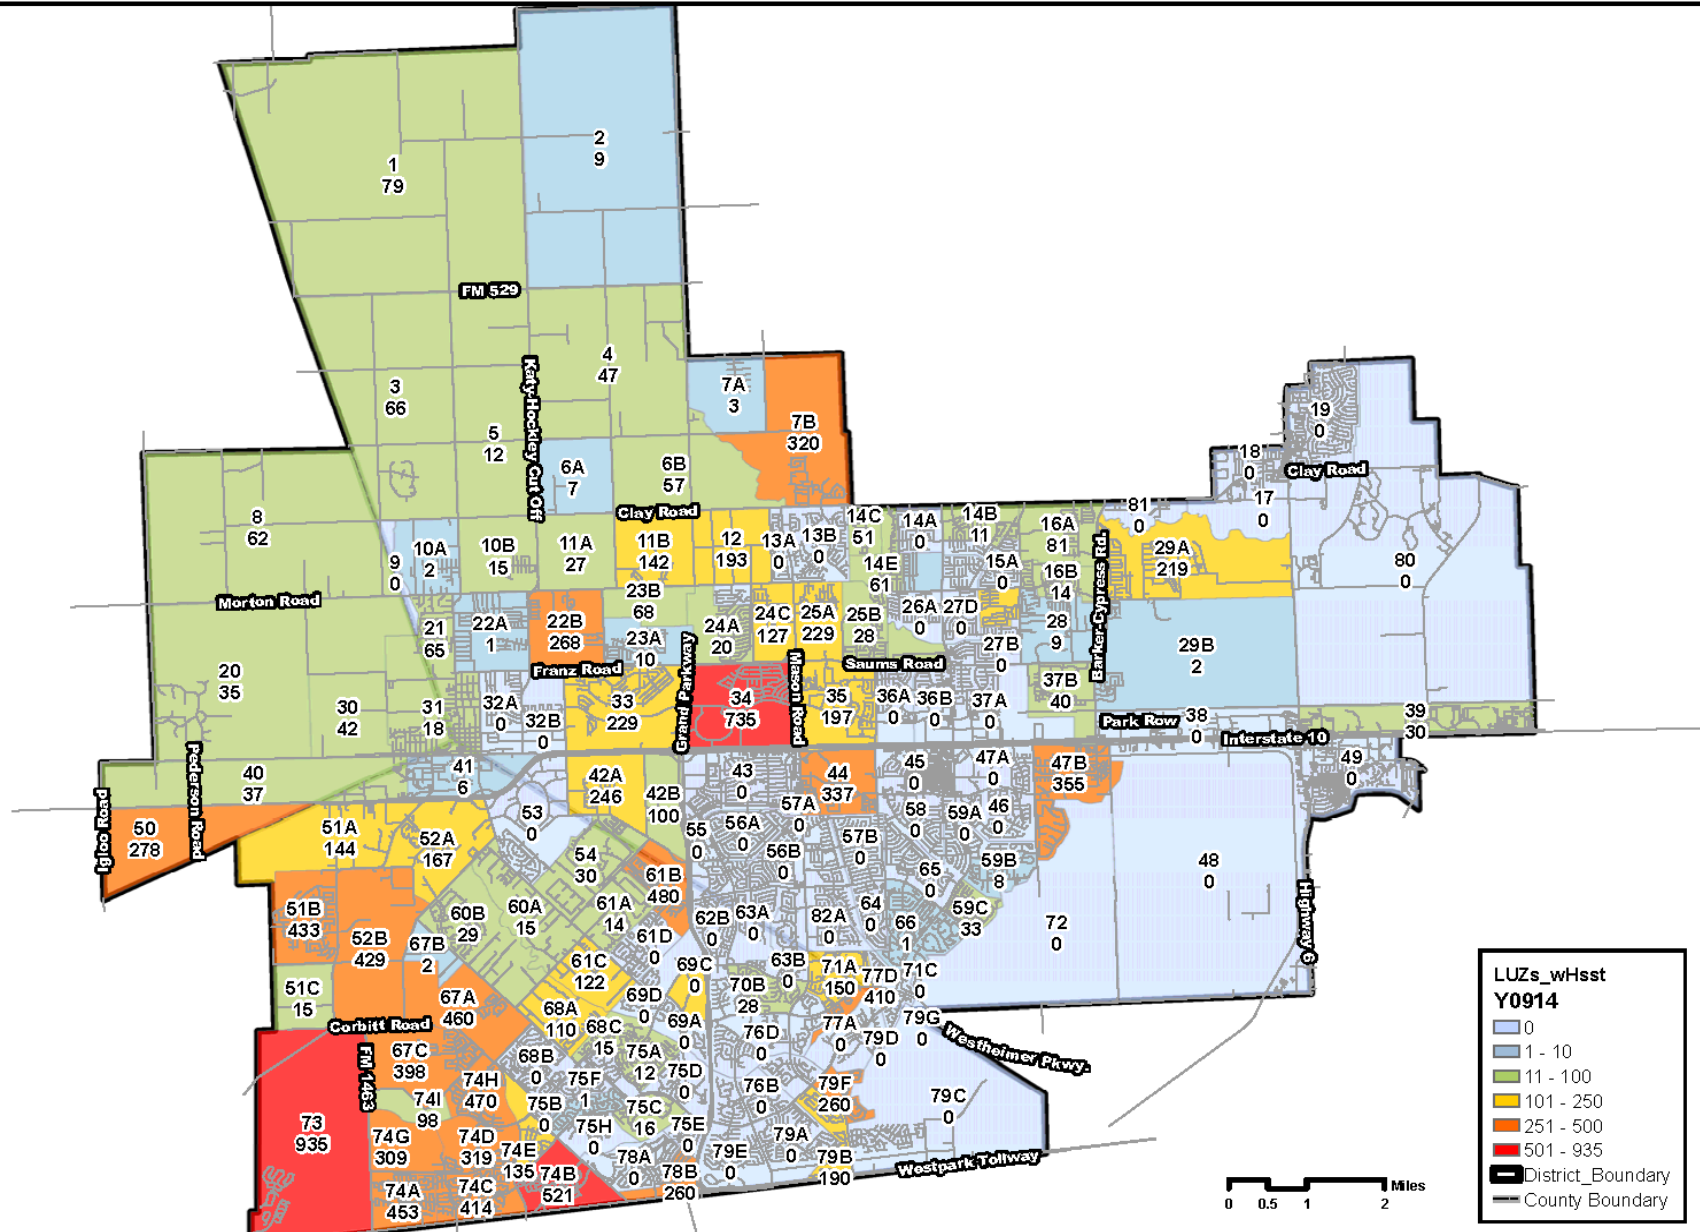 2
9
1
79
FM 529
4
47
3
66
Katy-Hockley Cut Off
7A
3
7B
320
5
12
6A
7
6B
57
19
0
18
0
Clay Road
8
62
Clay Road
17
0
81
0
9
0
10A
2
10B
15
11A
27
11B
142
12
193
13A
0
13B
0
14C
51
14A
0
14B
11
16A
81
14E
61
15A
0
16B
14
Barker-Cypress Rd.
29A
219
80
0
Morton Road
21
65
22A
1
22B
268
23B
68
23A
10
24A
20
24C
127
25A
229
25B
28
26A
0
27D
0
27B
0
28
9
29B
2
Franz Road
Grand Parkway
Mason Road
Saums Road
20
35
30
42
31
18
32A
0
32B
0
33
229
34
735
35
197
36A
0
36B
0
37A
0
37B
40
Park Row
38
0
39
30
Interstate 10
Igloo Road
Pederson Road
40
37
41
6
42A
246
42B
100
43
0
44
337
45
0
47A
0
47B
355
49
0
50
278
51A
144
52A
167
53
0
54
30
55
0
56A
0
57A
0
56B
0
57B
0
58
0
59A
0
46
0
59B
8
48
0
51B
433
52B
429
60B
29
60A
15
61A
14
61B
480
65
0
59C
33
67B
2
61D
0
62B
0
63A
0
82A
0
64
0
66
1
72
0
Highway 6
51C
15
67A
460
61C
122
69C
0
63B
0
71A
150
77D
410
71C
0
70B
28
69D
0
68A
110
Corbitt Road
68C
15
69A
0
76D
0
77A
0
79D
0
79G
0
Westheimer Pkwy.
FM 1463
67C
398
68B
0
75A
12
75D
0
74H
470
75F
1
76B
0
79F
260
79C
0
74I
98
75B
0
75C
16
73
935
74G
309
74D
319
74E
135
75H
0
75E
0
79E
0
79A
0
79B
190
Westpark Tollway
78A
0
78B
260
74B
521
74A
453
74C
414
LUZs_wHsst
Y0914
0
1 - 10
11 - 100
101 - 250
251 - 500
501 - 935
District_Boundary
County Boundary
Miles
0 0.5 1 2